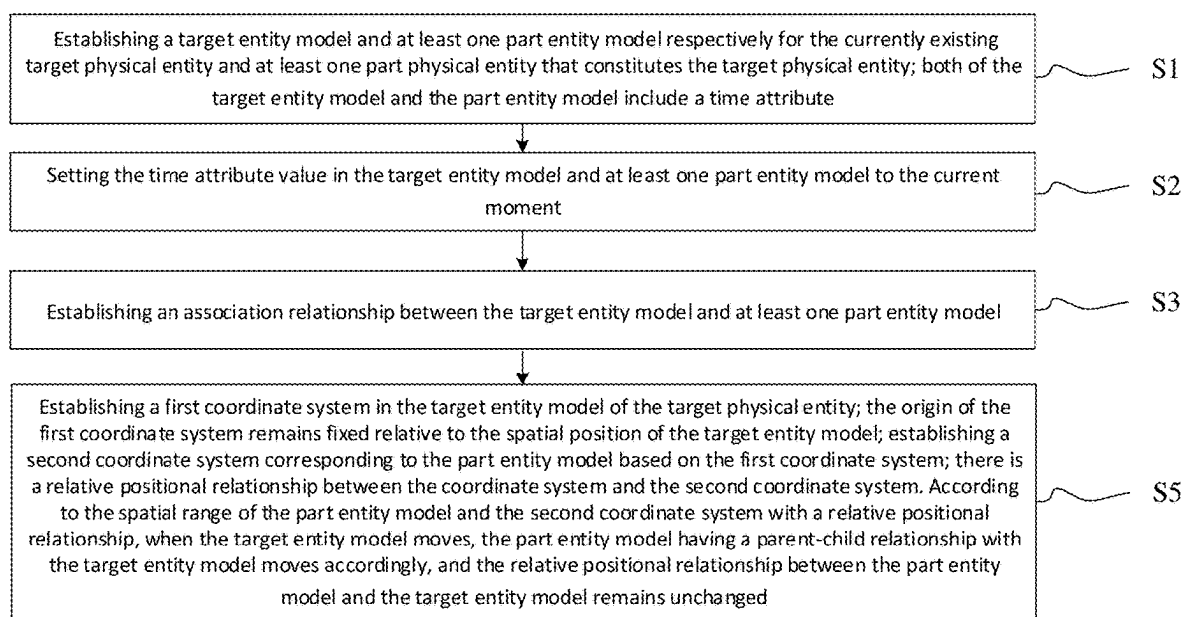 Establishing a target entity model and at least one part entity model respectively for the currently existing
target physical entity and at least one part physical entity that constitutes the target physical entity; both of the
target entity model and the part entity model include a time attribute
S1
Setting the time attribute value in the target entity model and at least one part entity model to the current
moment
S2
Establishing an association relationship between the target entity model and at least one part entity model
S3
Establishing a first coordinate system in the target entity model of the target physical entity; the origin of the
first coordinate system remains fixed relative to the spatial position of the target entity model; establishing a
second coordinate system corresponding to the part entity model based on the first coordinate system; there is
a relative positional relationship between the coordinate system and the second coordinate system. According
to the spatial range of the part entity model and the second coordinate system with a relative positional
relationship, when the target entity model moves, the part entity model having a parent-child relationship with
the target entity model moves accordingly, and the relative positional relationship between the part entity
model and the target entity model remains unchanged
S5